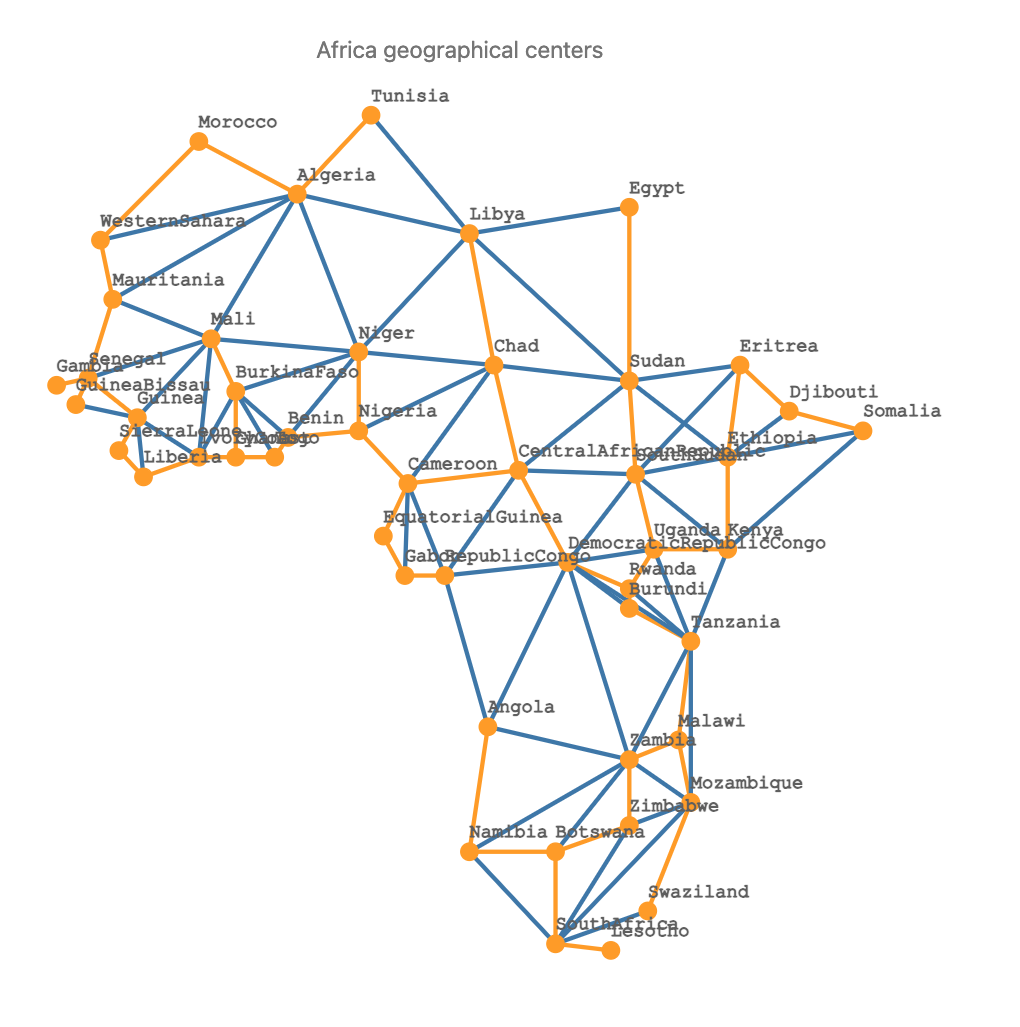 Africa geographical centers
Tunisia
Morocco
Algeria
Egypt
Libya
WesternSahara
Mauritania
Mali
Niger
Chad
Sudan
Eritrea
Senegal
Gambia
BurkinaFaso
GuineaBissau
Djibouti
Guinea
Benin
Nigeria
Somalia
SierraLeone
IvoryCoast
Ghana
Togo
Ethiopia
CentralAfricanRepublic
SouthSudan
Liberia
Cameroon
EquatorialGuinea
Uganda
Kenya
DemocraticRepublicCongo
Gabon
RepublicCongo
Rwanda
Burundi
Tanzania
Angola
Malawi
Zambia
Mozambique
Zimbabwe
Namibia
Botswana
Swaziland
SouthAfrica
Lesotho